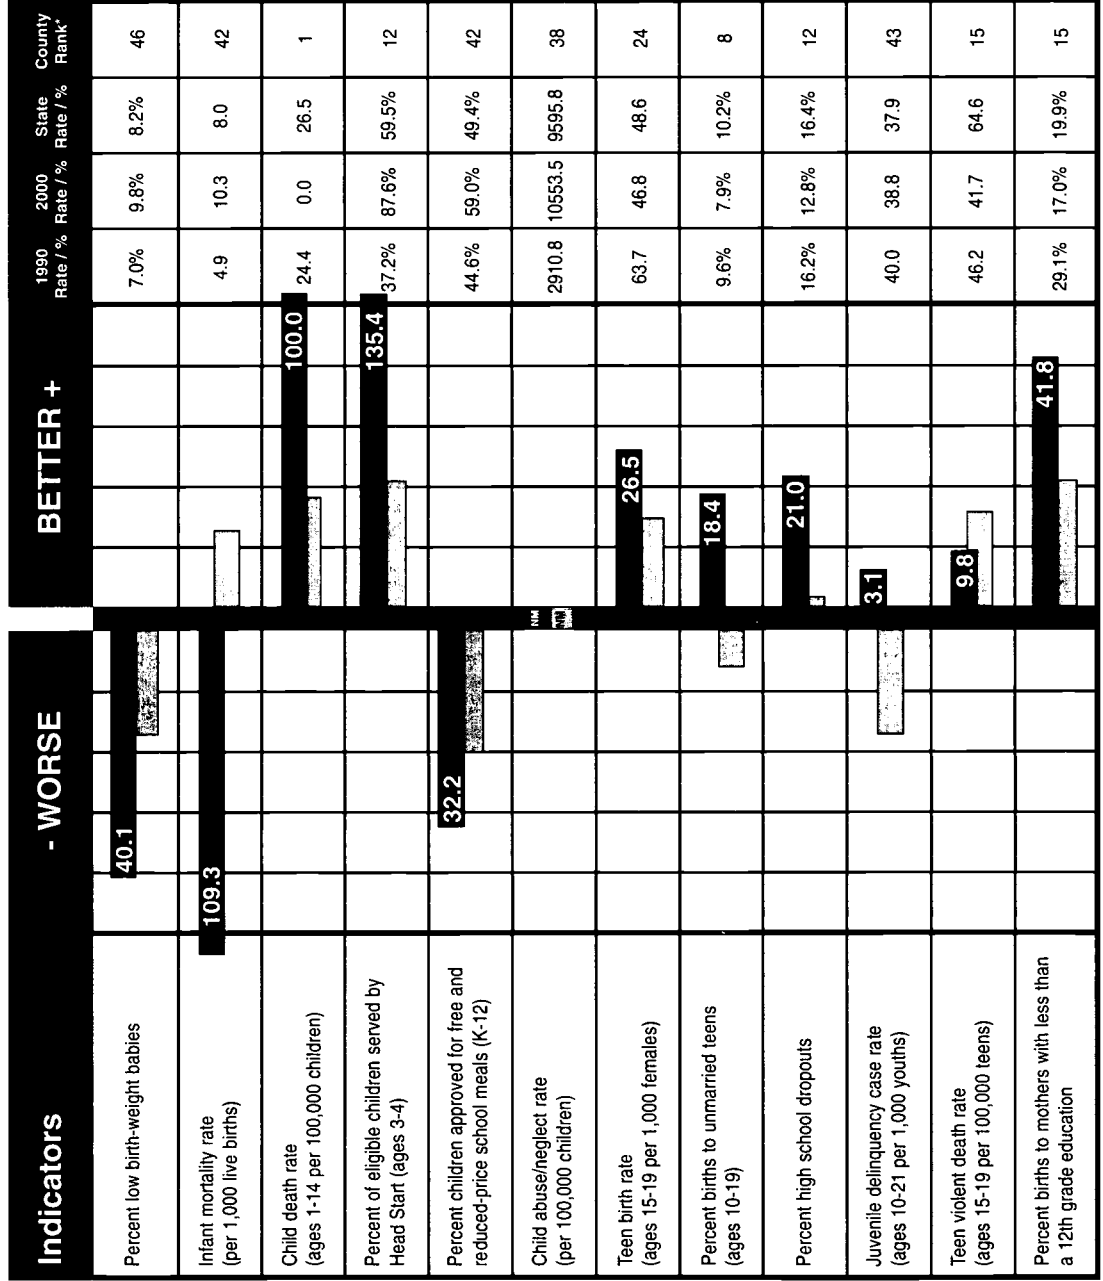 Indicators - WORSE BETTER + 1990 2000 State County
Rate / % Rate / % Rate / % Rank*
Percent low birth-weight babies 40.1 7.0% 9.8% 8.2% 46
Infant mortality rate
(per 1,000 live births) 109.3 4.9 10.3 8.0 42
Child death rate
(ages 1-14 per 100,000 children) 100.0 24.4 0.0 26.5 1
Percent of eligible children served by
Head Start (ages 3-4) 135.4 37.2% 87.6% 59.5% 12
Percent children approved for free and
reduced-price school meals (K-12) 32.2 44.6% 59.0% 49.4% 42
Child abuse/neglect rate
(per 100,000 children) NM 2910.8 10553.5 9595.8 38
Teen birth rate
(ages 15-19 per 1,000 females) 26.5 63.7 46.8 48.6 24
Percent births to unmarried teens
(ages 10-19) 18.4 9.6% 7.9% 10.2% 8
Percent high school dropouts 21.0 16.2% 12.8% 16.4% 12
Juvenile delinquency case rate
(ages 10-21 per 1,000 youths) 3.1 40.0 38.8 37.9 43
Teen violent death rate
(ages 15-19 per 100,000 teens) 9.8 46.2 41.7 64.6 15
Percent births to mothers with less than
a 12th grade education 41.8 29.1% 17.0% 19.9% 15